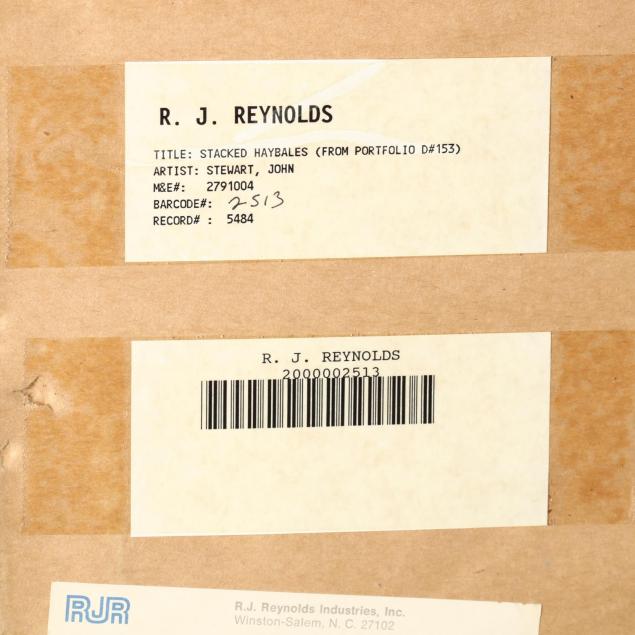 R. J. REYNOLDS
TITLE: STACKED HAYBALES (FROM PORTFOLIO D#153)
ARTIST: STEWART, JOHN
M&E#: 2791004
BARCODE#: 2513
RECORD# : 5484
R. J. REYNOLDS
2000002513
RJR
R.J. Reynolds Industries, Inc.
Winston-Salem, N. C. 27102